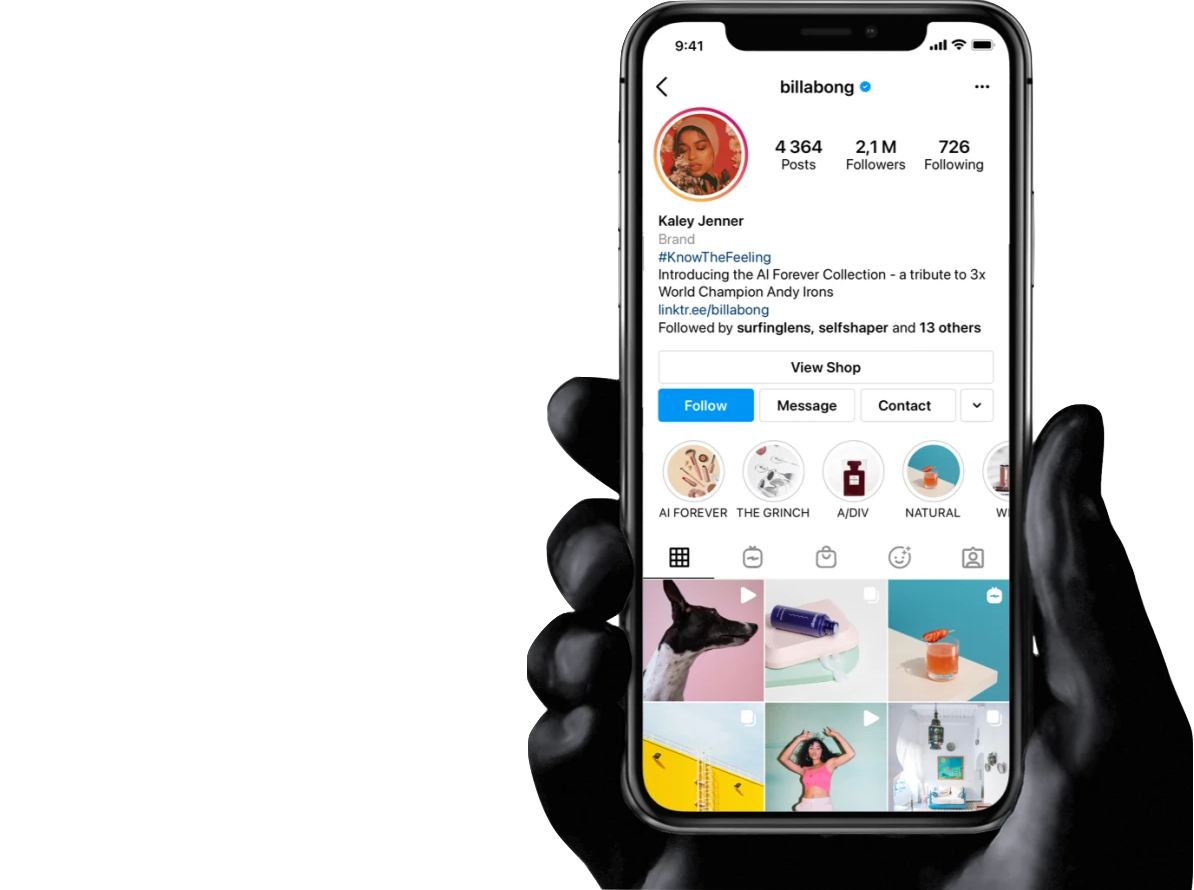 9:41
billabong
4 364 2,1 M 726
Posts Followers Following
Kaley Jenner
Brand
#KnowTheFeeling
Introducing the AI Forever Collection - a tribute to 3x
World Champion Andy Irons
linktr.ee/billabong
Followed by surfinglens, selfshaper and 13 others
View Shop
Follow Message Contact
AI FOREVER THE GRINCH A/DIV NATURAL